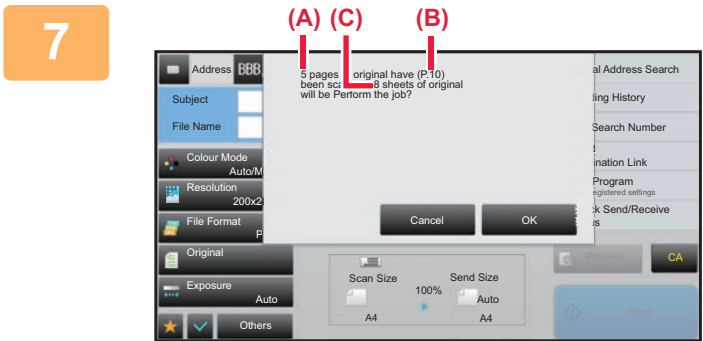 7
(A) (C) (B)
Address BBB
Subject
File Name
Colour Mode
Auto/M
Resolution
200x2
File Format
P
Original
Exposure
Auto
Others
5 pages original have (P.10)
been sca 8 sheets of original
will be Perform the job?
Cancel
OK
Scan Size
100%
Send Size
Auto
A4
A4
al Address Search
ling History
Search Number
ination Link
Program
egistered settings
k Send/Receive
us
Preview
CA
Start